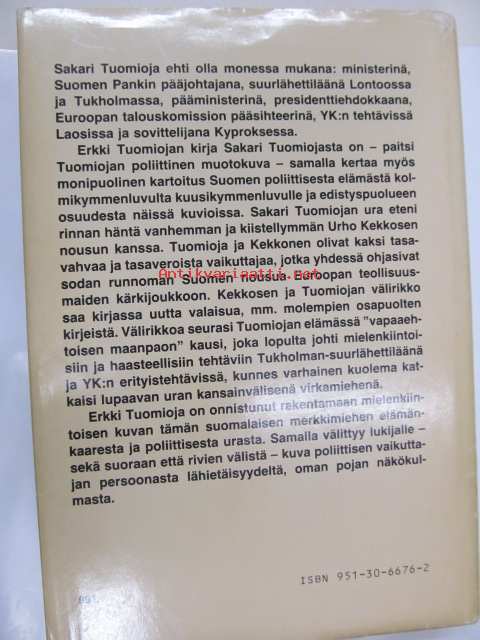 Sakari Tuomioja ehti olla monessa mukana: ministerinä,
Suomen Pankin pääjohtajana, suurlähettiläänä Lontoossa
ja Tukholmassa, pääministerinä, presidenttiehdokkaana,
Euroopan talouskomission pääsihteerinä, YK:n tehtävissä
Laosissa ja sovittelijana Kyproksessa.
Erkki Tuomiojan kirja Sakari Tuomiojasta on – paitsi
Tuomiojan poliittinen muotokuva – samalla kertaa myös
monipuolinen kartoitus Suomen poliittisesta elämästä kol-
mikymmenluvulta kuusikymmenluvulle ja edistyspuolueen
osuudesta näissä kuvioissa. Sakari Tuomiojan ura eteni
rinnan häntä vanhemman ja kiistellymmän Urho Kekkosen
nousun kanssa. Tuomioja ja Kekkonen olivat kaksi tasa-
vahvaa ja tasaveroista vaikuttajaa, jotka yhdessä ohjasivat
sodan runnoman Suomen nousua Euroopan teollisuus-
maiden kärkijoukkoon. Kekkosen ja Tuomiojan välirikko
saa kirjassa uutta valaisua, mm. molempien osapuolten
kirjeistä. Välirikkoa seurasi Tuomiojan elämässä "vapaaeh-
toisen maanpaon" kausi, joka lopulta johti mielenkiintoi-
siin ja haasteellisiin tehtäviin Tukholman-suurlähettiläänä
ja YK:n erityistehtävissä, kunnes varhainen kuolema kat-
kaisi lupaavan uran kansainvälisenä virkamiehenä.
Erkki Tuomioja on onnistunut rakentamaan mielenkiin-
toisen kuvan tämän suomalaisen merkkimiehen elämän-
kaaresta ja poliittisesta urasta. Samalla välittyy lukijalle –
sekä suoraan että rivien välistä – kuva poliittisen vaikutta-
jan persoonasta lähietäisyydeltä, oman pojan näkökul-
masta.
Antikvariaatti.net
ISBN 951-30-6676-2